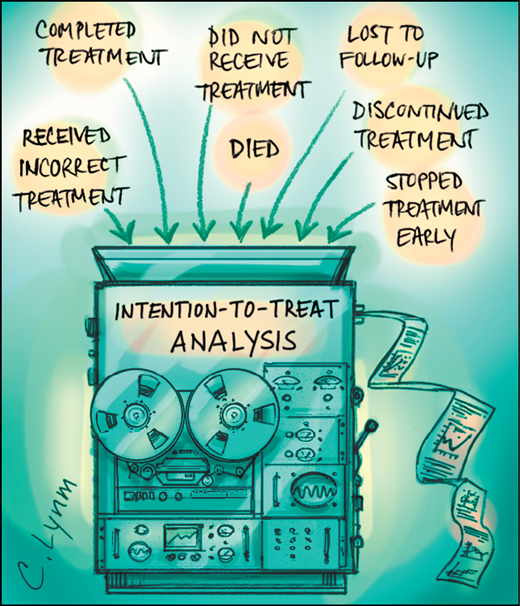 COMPLETED
TREATMENT
DID NOT
RECEIVE
TREATMENT
LOST TO
FOLLOW-UP
RECEIVED
INCORRECT
TREATMENT
DIED
DISCONTINUED
TREATMENT
STOPPED
TREATMENT
EARLY
INTENTION-TO-TREAT
ANALYSIS
C. Lynm